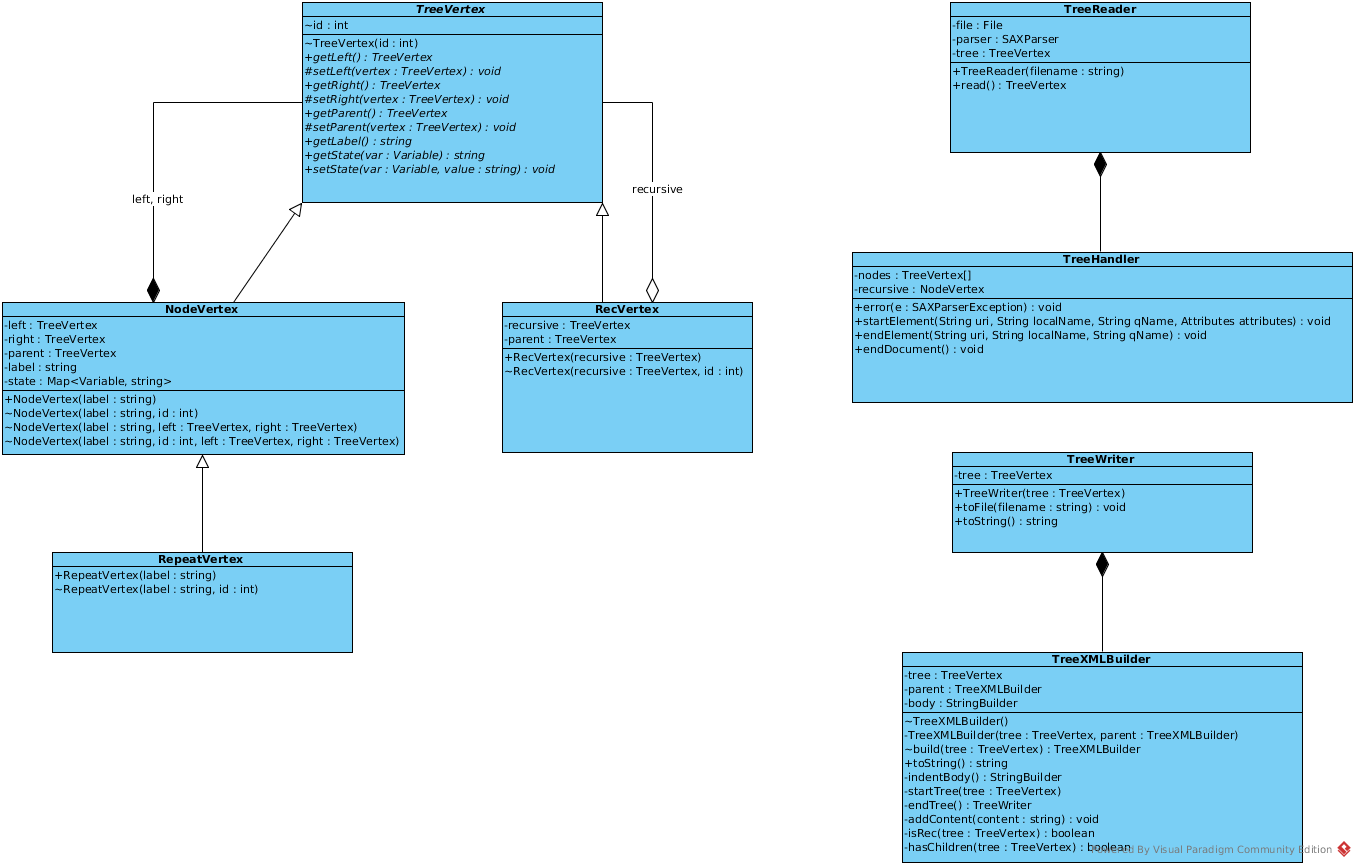 TreeVertex
~id : int
~TreeVertex(id : int)
+getLeft() : TreeVertex
#setLeft(vertex : TreeVertex) : void
+getRight() : TreeVertex
#setRight(vertex : TreeVertex) : void
+getParent() : TreeVertex
#setParent(vertex : TreeVertex) : void
+getLabel() : string
+getState(var : Variable) : string
+setState(var : Variable, value : string) : void
left, right
recursive
NodeVertex
-left : TreeVertex
-right : TreeVertex
-parent : TreeVertex
-label : string
-state : Map<Variable, string>
+NodeVertex(label : string)
~NodeVertex(label : string, id : int)
~NodeVertex(label : string, left : TreeVertex, right : TreeVertex)
~NodeVertex(label : string, id : int, left : TreeVertex, right : TreeVertex)
RecVertex
-recursive : TreeVertex
-parent : TreeVertex
+RecVertex(recursive : TreeVertex)
~RecVertex(recursive : TreeVertex, id : int)
RepeatVertex
+RepeatVertex(label : string)
~RepeatVertex(label : string, id : int)
TreeReader
-file : File
-parser : SAXParser
-tree : TreeVertex
+TreeReader(filename : string)
+read() : TreeVertex
TreeHandler
-nodes : TreeVertex[]
-recursive : NodeVertex
+error(e : SAXParserException) : void
+startElement(String uri, String localName, String qName, Attributes attributes) : void
+endElement(String uri, String localName, String qName) : void
+endDocument() : void
TreeWriter
-tree : TreeVertex
+TreeWriter(tree : TreeVertex)
+toFile(filename : string) : void
+toString() : string
TreeXMLBuilder
-tree : TreeVertex
-parent : TreeXMLBuilder
-body : StringBuilder
~TreeXMLBuilder()
-TreeXMLBuilder(tree : TreeVertex, parent : TreeXMLBuilder)
~build(tree : TreeVertex) : TreeXMLBuilder
+toString() : string
-indentBody() : StringBuilder
-startTree(tree : TreeVertex)
-endTree() : TreeWriter
-addContent(content : string) : void
-isRec(tree : TreeVertex) : boolean
-hasChildren(tree : TreeVertex) : boolean
Powered By Visual Paradigm Community Edition